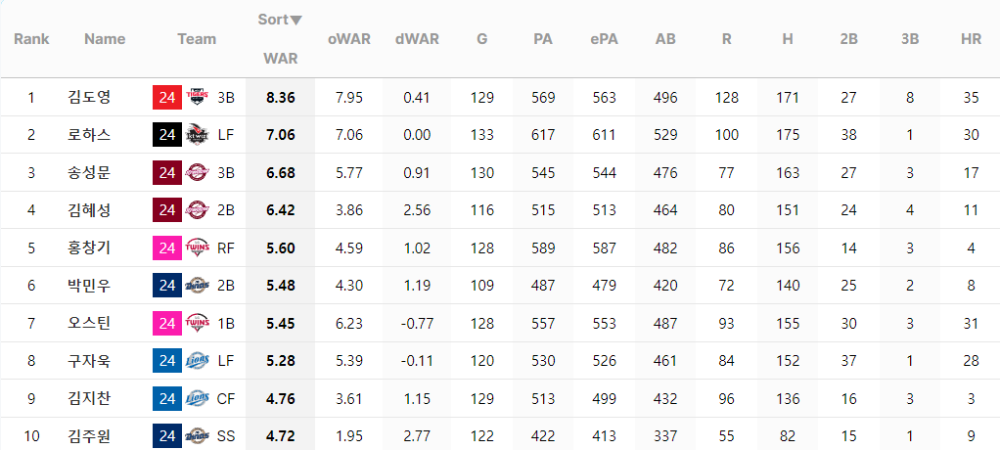 Rank Name Team Sort▼ WAR oWAR dWAR G PA ePA AB R H 2B 3B HR
1 김도영 24 TIGERS 3B 8.36 7.95 0.41 129 569 563 496 128 171 27 8 35
2 로하스 24 LF 7.06 7.06 0.00 133 617 611 529 100 175 38 1 30
3 송성문 24 3B 6.68 5.77 0.91 130 545 544 476 77 163 27 3 17
4 김혜성 24 2B 6.42 3.86 2.56 116 515 513 464 80 151 24 4 11
5 홍창기 24 TWINS RF 5.60 4.59 1.02 128 589 587 482 86 156 14 3 4
6 박민우 24 2B 5.48 4.30 1.19 109 487 479 420 72 140 25 2 8
7 오스틴 24 TWINS 1B 5.45 6.23 -0.77 128 557 553 487 93 155 30 3 31
8 구자욱 24 Lions LF 5.28 5.39 -0.11 120 530 526 461 84 152 37 1 28
9 김지찬 24 Lions CF 4.76 3.61 1.15 129 513 499 432 96 136 16 3 3
10 김주원 24 SS 4.72 1.95 2.77 122 422 413 337 55 82 15 1 9